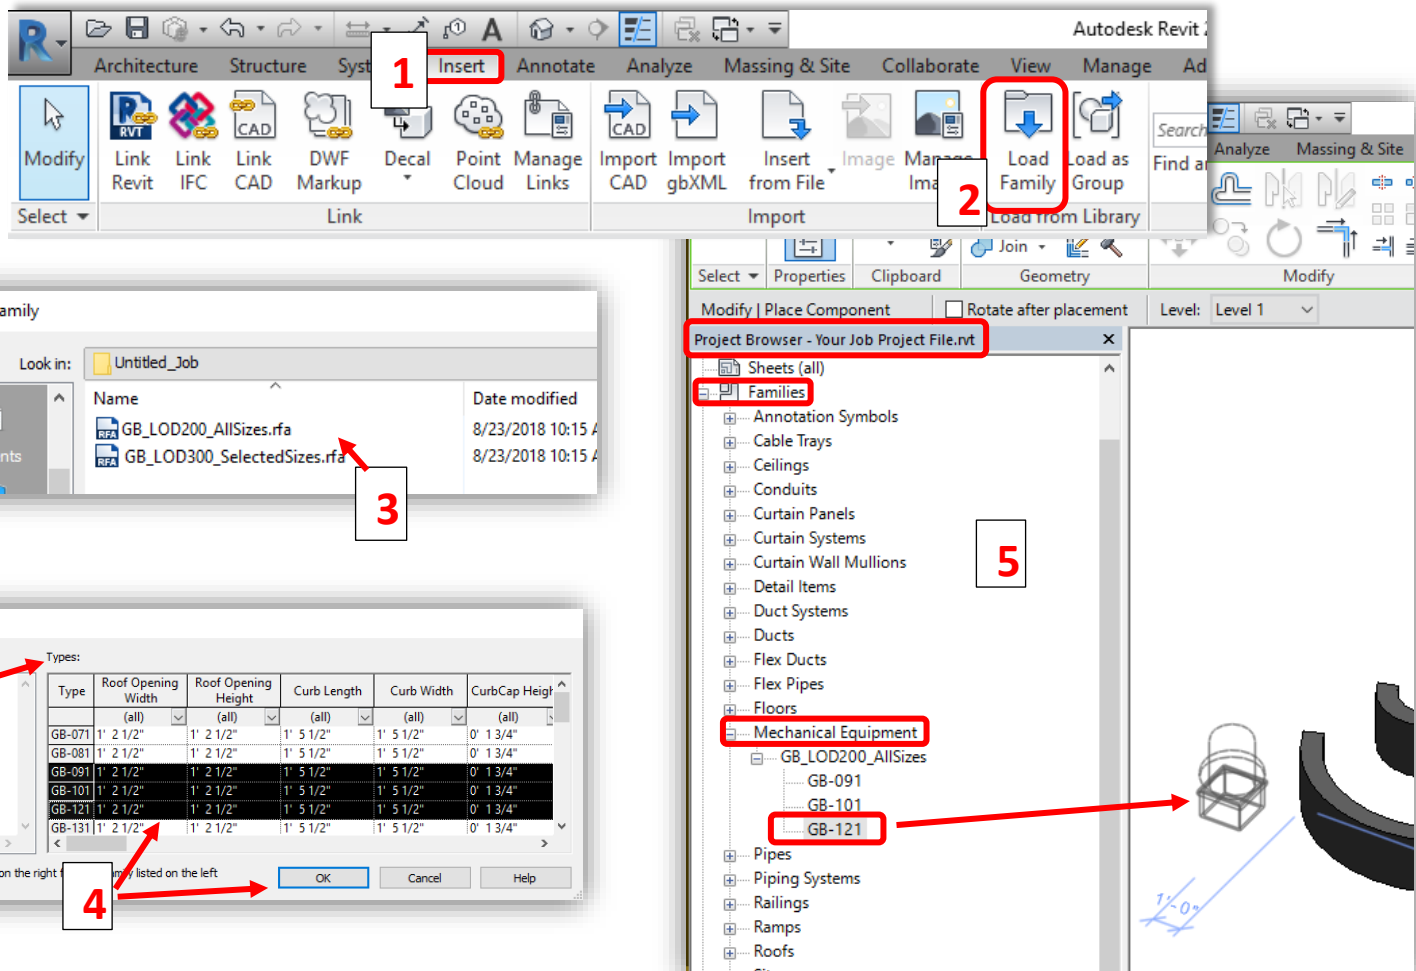 Autodesk Revit 2
Architecture Structure Syst Insert Annotate Analyze Massing & Site Collaborate View Manage Ad
1
Modify
Link Revit
Link IFC
Link CAD
DWF Markup
Decal
Point Cloud
Manage Links
Import CAD
Import gbXML
Insert from File
Image
Manage Ima
Load Family
Load as Group
2
Select
Link
Import
Load from Library
Search
Find a
Analyze Massing & Site
Join
Select Properties Clipboard Geometry Modify
Modify | Place Component Rotate after placement Level: Level 1
Project Browser - Your Job Project File.rvt
Sheets (all)
Families
Annotation Symbols
Cable Trays
Ceilings
Conduits
Curtain Panels
Curtain Systems
Curtain Wall Mullions
Detail Items
Duct Systems
Ducts
Flex Ducts
Flex Pipes
Floors
Mechanical Equipment
GB_LOD200_AllSizes
GB-091
GB-101
GB-121
Pipes
Piping Systems
Railings
Ramps
Roofs
5
1'-0"
amily
Look in: Untitled_Job
Name Date modified
GB_LOD200_AllSizes.rfa 8/23/2018 10:15 A
GB_LOD300_SelectedSizes.rfa 8/23/2018 10:15 A
nts
3
Types:
Type Roof Opening Width Roof Opening Height Curb Length Curb Width CurbCap Heigh
(all) (all) (all) (all) (all)
GB-071 1' 2 1/2" 1' 2 1/2" 1' 5 1/2" 1' 5 1/2" 0' 1 3/4"
GB-081 1' 2 1/2" 1' 2 1/2" 1' 5 1/2" 1' 5 1/2" 0' 1 3/4"
GB-091 1' 2 1/2" 1' 2 1/2" 1' 5 1/2" 1' 5 1/2" 0' 1 3/4"
GB-101 1' 2 1/2" 1' 2 1/2" 1' 5 1/2" 1' 5 1/2" 0' 1 3/4"
GB-121 1' 2 1/2" 1' 2 1/2" 1' 5 1/2" 1' 5 1/2" 0' 1 3/4"
GB-131 1' 2 1/2" 1' 2 1/2" 1' 5 1/2" 1' 5 1/2" 0' 1 3/4"
on the right f mily listed on the left
OK Cancel Help
4